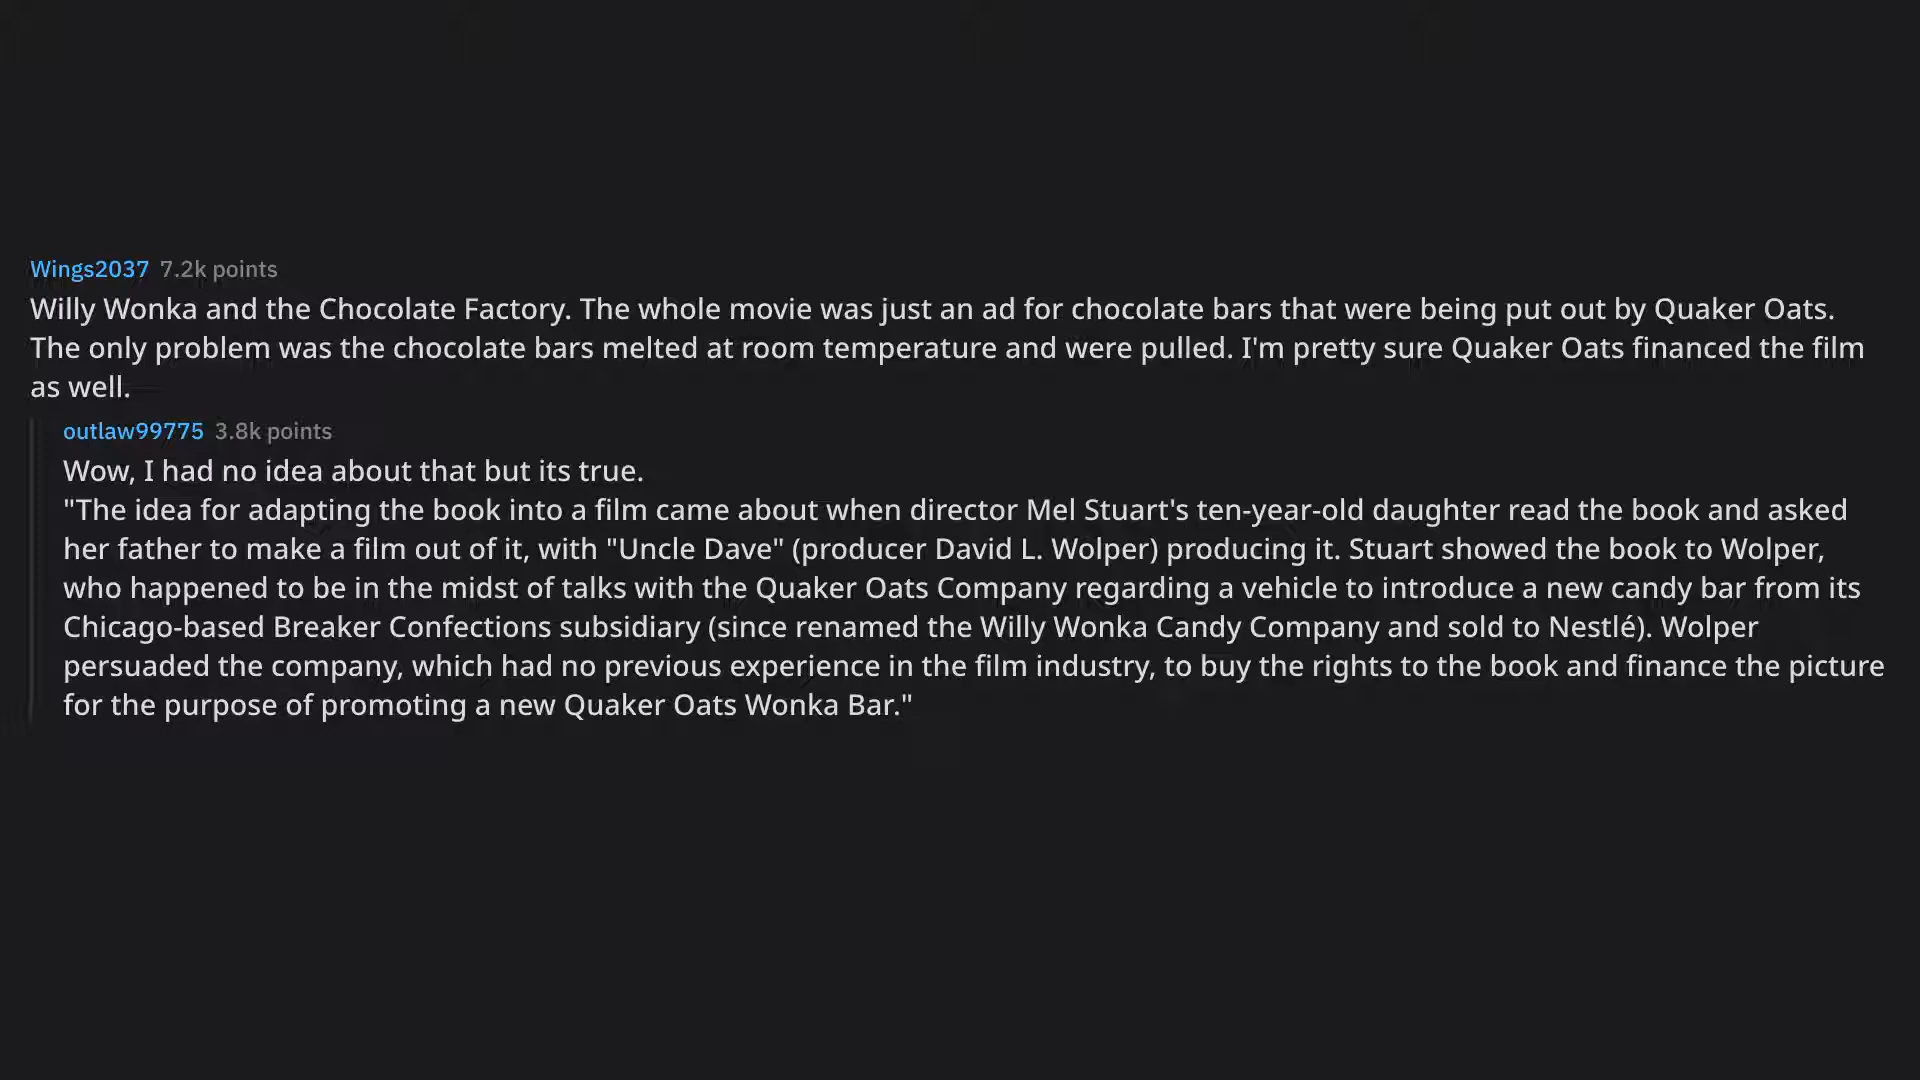 Wings2037 7.2k points
Willy Wonka and the Chocolate Factory. The whole movie was just an ad for chocolate bars that were being put out by Quaker Oats.
The only problem was the chocolate bars melted at room temperature and were pulled. I'm pretty sure Quaker Oats financed the film
as well.
outlaw99775 3.8k points
Wow, I had no idea about that but its true.
"The idea for adapting the book into a film came about when director Mel Stuart's ten-year-old daughter read the book and asked
her father to make a film out of it, with "Uncle Dave" (producer David L. Wolper) producing it. Stuart showed the book to Wolper,
who happened to be in the midst of talks with the Quaker Oats Company regarding a vehicle to introduce a new candy bar from its
Chicago-based Breaker Confections subsidiary (since renamed the Willy Wonka Candy Company and sold to Nestlé). Wolper
persuaded the company, which had no previous experience in the film industry, to buy the rights to the book and finance the picture
for the purpose of promoting a new Quaker Oats Wonka Bar."